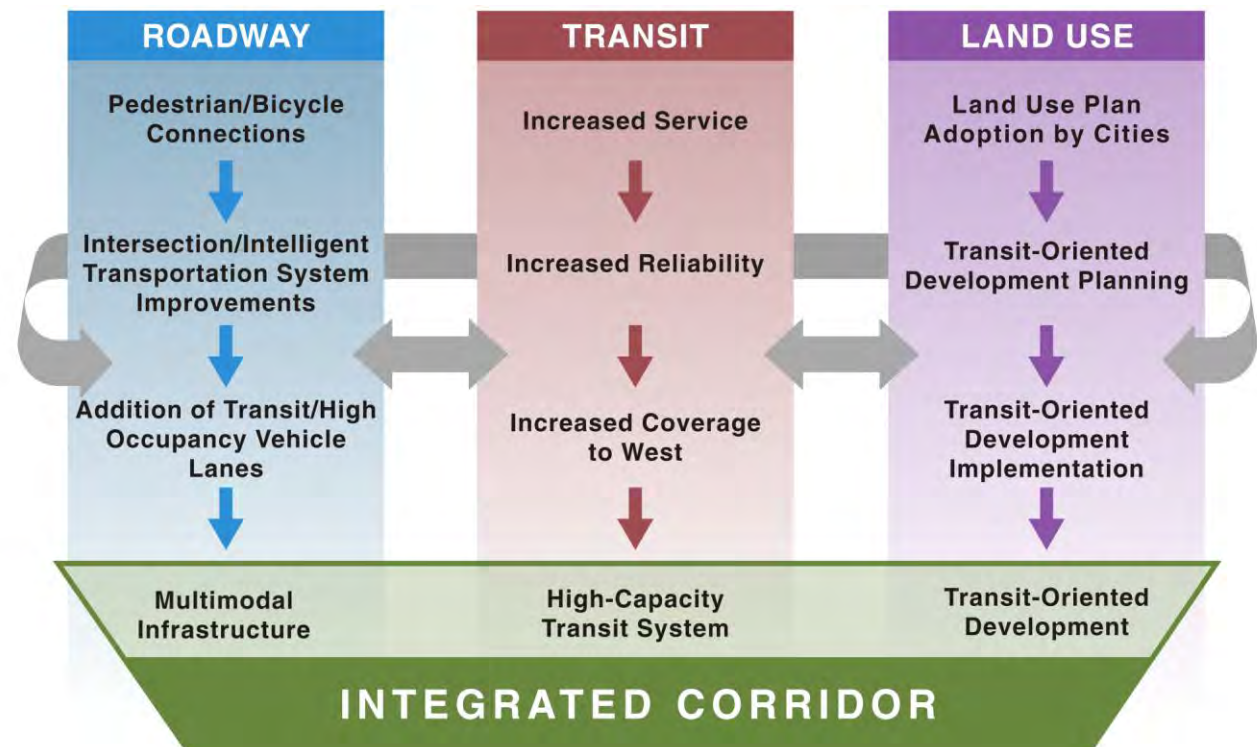 ROADWAY
Pedestrian/Bicycle
Connections
Intersection/Intelligent
Transportation System
Improvements
Addition of Transit/High
Occupancy Vehicle
Lanes
Multimodal
Infrastructure
TRANSIT
Increased Service
Increased Reliability
Increased Coverage
to West
High-Capacity
Transit System
LAND USE
Land Use Plan
Adoption by Cities
Transit-Oriented
Development Planning
Transit-Oriented
Development
Implementation
Transit-Oriented
Development
INTEGRATED CORRIDOR